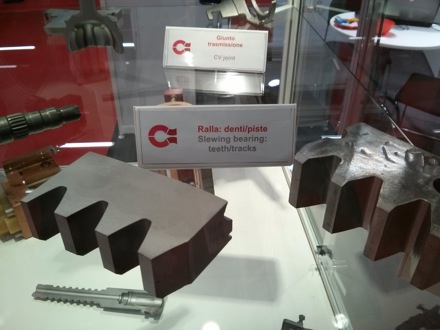 Giunto
trasmissione
CV joint
Ralla: denti/piste
Slewing bearing:
teeth/tracks